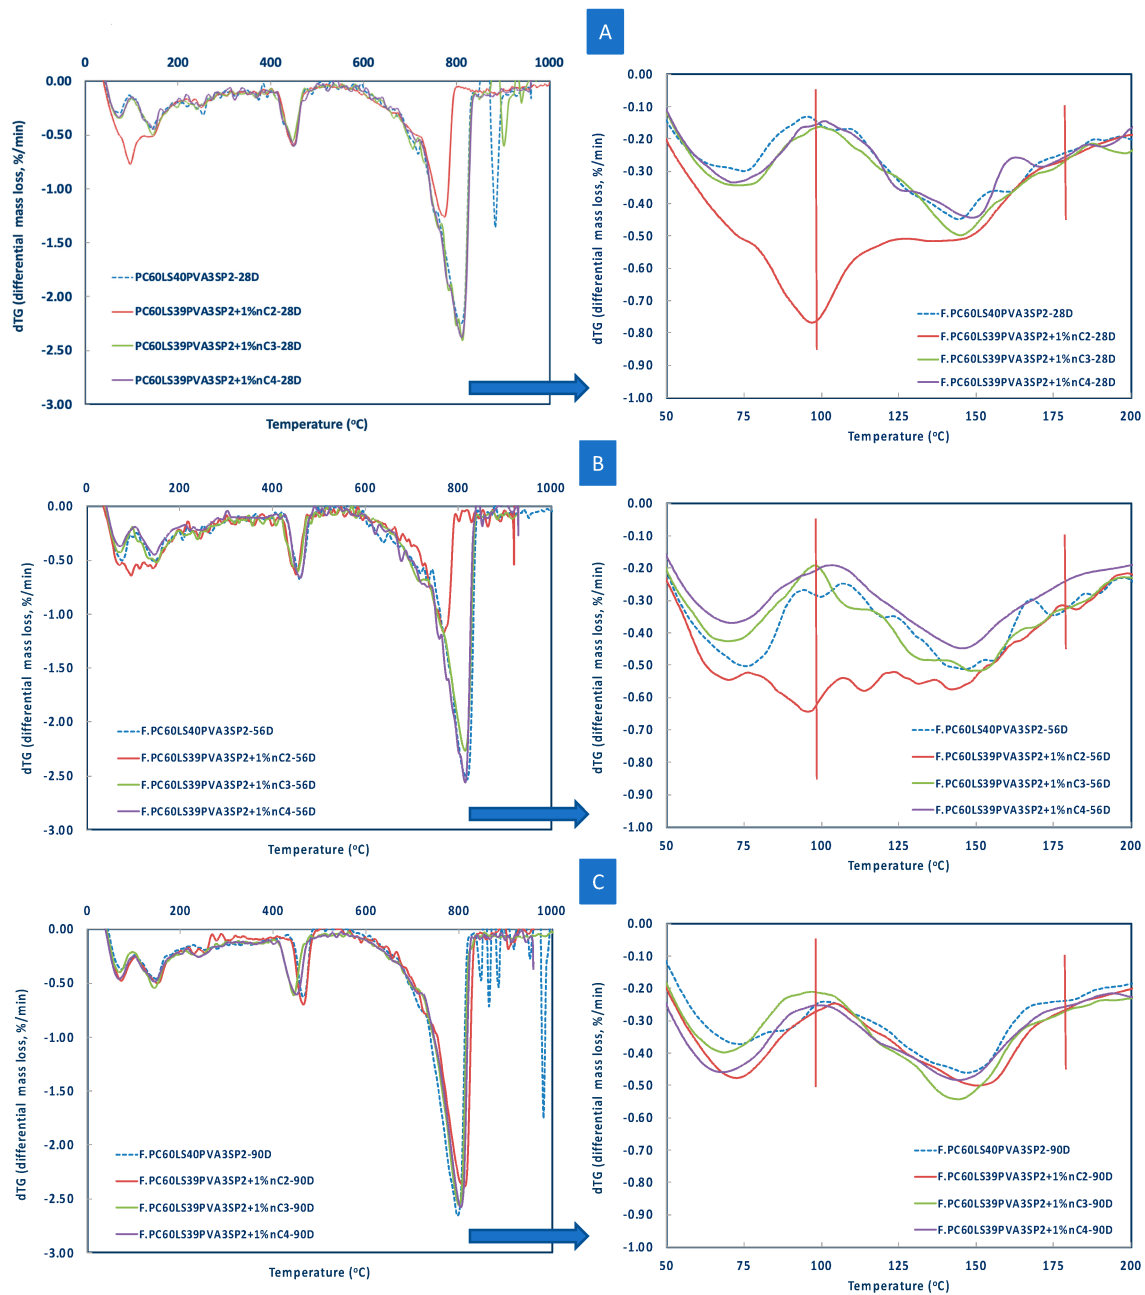 A
0 200 400 600 800 1000
0.00
-0.50
-1.00
-1.50
-2.00
-2.50
-3.00
dTG (differential mass loss, %/min)
PC60LS40PVA3SP2-28D
PC60LS39PVA3SP2+1%nC2-28D
PC60LS39PVA3SP2+1%nC3-28D
PC60LS39PVA3SP2+1%nC4-28D
Temperature (ºC)
0.00
-0.10
-0.20
-0.30
-0.40
-0.50
-0.60
-0.70
-0.80
-0.90
-1.00
dTG (differential mass loss, %/min)
F.PC60LS40PVA3SP2-28D
F.PC60LS39PVA3SP2+1%nC2-28D
F.PC60LS39PVA3SP2+1%nC3-28D
F.PC60LS39PVA3SP2+1%nC4-28D
50 75 100 125 150 175 200
Temperature (ºC)
B
0 200 400 600 800 1000
0.00
-0.50
-1.00
-1.50
-2.00
-2.50
-3.00
dTG (differential mass loss, %/min)
F.PC60LS40PVA3SP2-56D
F.PC60LS39PVA3SP2+1%nC2-56D
F.PC60LS39PVA3SP2+1%nC3-56D
F.PC60LS39PVA3SP2+1%nC4-56D
Temperature (ºC)
0.00
-0.10
-0.20
-0.30
-0.40
-0.50
-0.60
-0.70
-0.80
-0.90
-1.00
dTG (differential mass loss, %/min)
F.PC60LS40PVA3SP2-56D
F.PC60LS39PVA3SP2+1%nC2-56D
F.PC60LS39PVA3SP2+1%nC3-56D
F.PC60LS39PVA3SP2+1%nC4-56D
50 75 100 125 150 175 200
Temperature (ºC)
C
0 200 400 600 800 1000
0.00
-0.50
-1.00
-1.50
-2.00
-2.50
-3.00
dTG (differential mass loss, %/min)
F.PC60LS40PVA3SP2-90D
F.PC60LS39PVA3SP2+1%nC2-90D
F.PC60LS39PVA3SP2+1%nC3-90D
F.PC60LS39PVA3SP2+1%nC4-90D
Temperature (ºC)
0.00
-0.10
-0.20
-0.30
-0.40
-0.50
-0.60
-0.70
-0.80
-0.90
-1.00
dTG (differential mass loss, %/min)
F.PC60LS40PVA3SP2-90D
F.PC60LS39PVA3SP2+1%nC2-90D
F.PC60LS39PVA3SP2+1%nC3-90D
F.PC60LS39PVA3SP2+1%nC4-90D
50 75 100 125 150 175 200
Temperature (ºC)